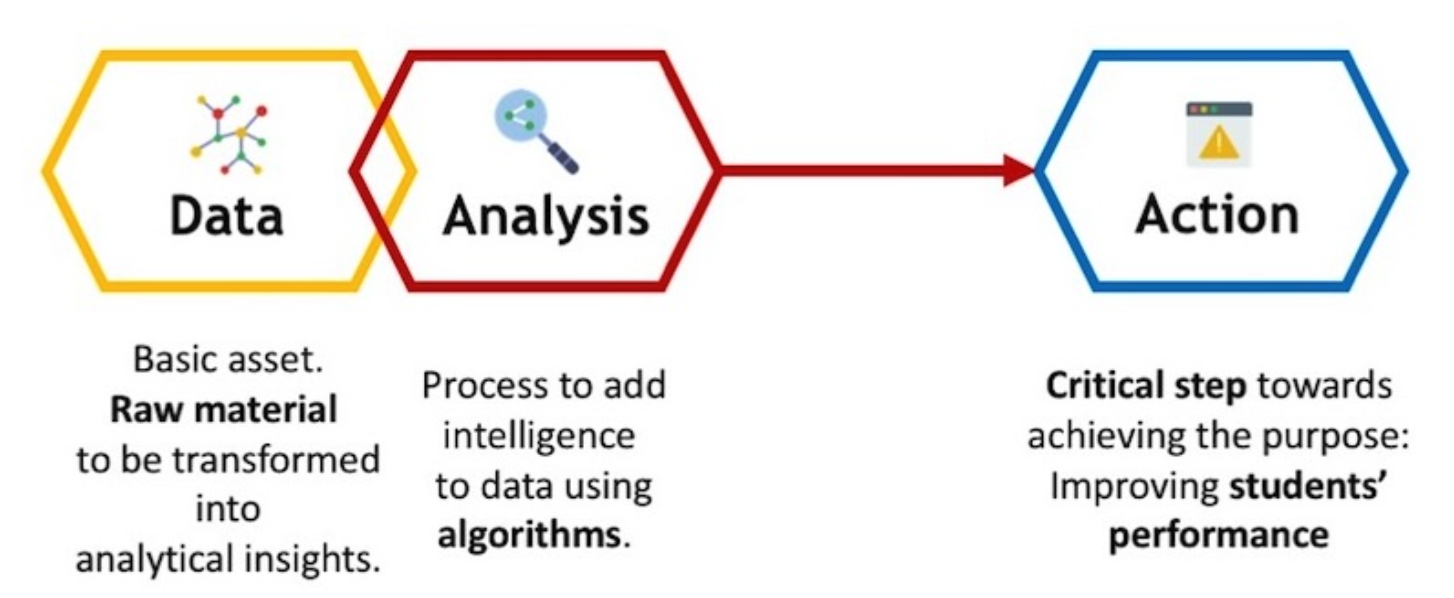 Data
Basic asset.
Raw material
to be transformed
into
analytical insights.
Analysis
Process to add
intelligence
to data using
algorithms.
Action
Critical step towards
achieving the purpose:
Improving students’
performance